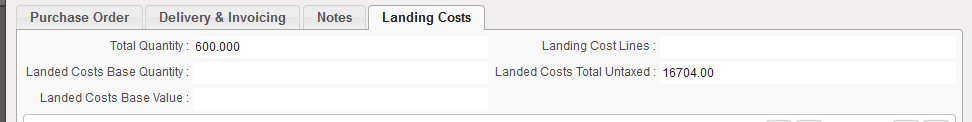 Purchase Order Delivery & Invoicing Notes Landing Costs
Total Quantity : 600.000 Landing Cost Lines :
Landed Costs Base Quantity : Landed Costs Total Untaxed : 16704.00
Landed Costs Base Value :